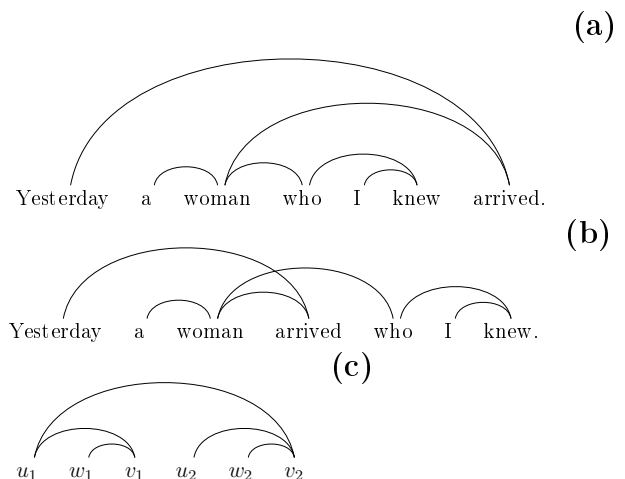 (a)
Yesterday a woman who I knew arrived.
(b)
Yesterday a woman arrived who I knew.
(c)
u₁ w₁ v₁ u₂ w₂ v₂